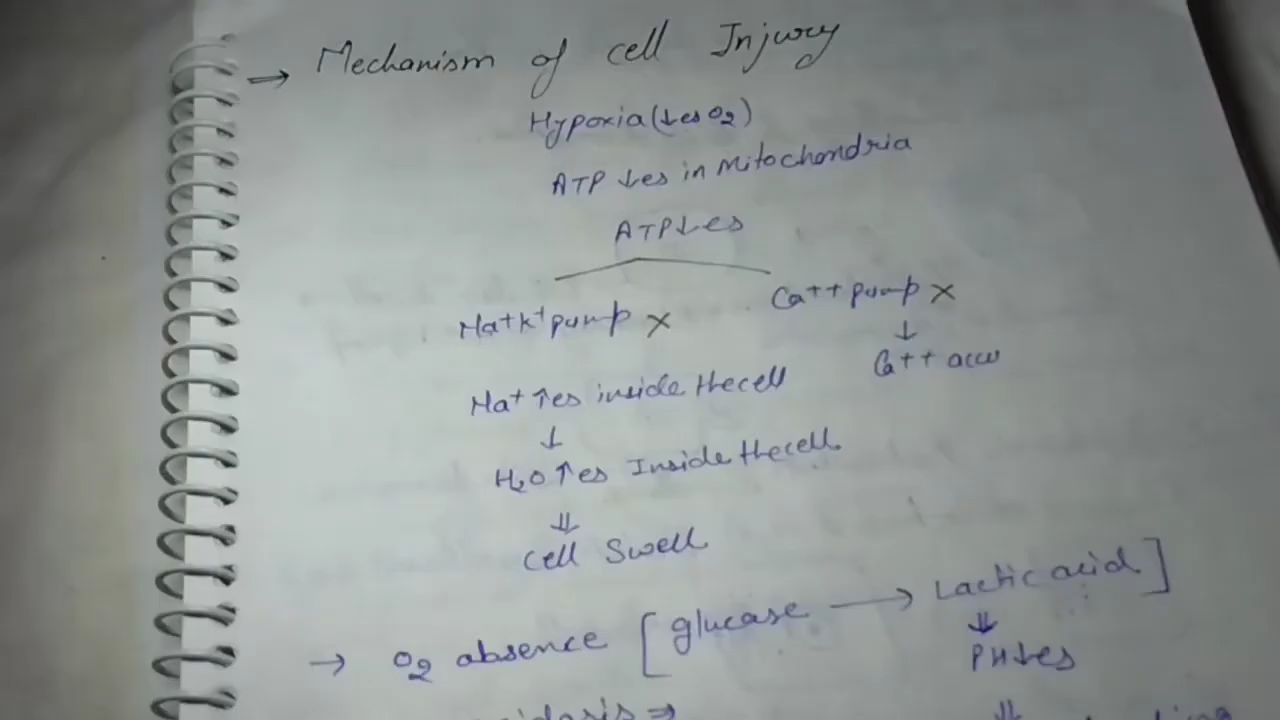 → Mechanism of cell Injury
Hypoxia (↓es O2)
ATP ↓es in Mitochondria
ATP↓es
Na+K+ pump ×
Ca++ pump ×
↓
Ca++ accu
Na+ ↑es inside the cell
↓
H2O ↑es Inside the cell.
⇓
Cell Swell
→ O2 absence [glucase → Lactic acid]
⇓
PH↓es
⇓